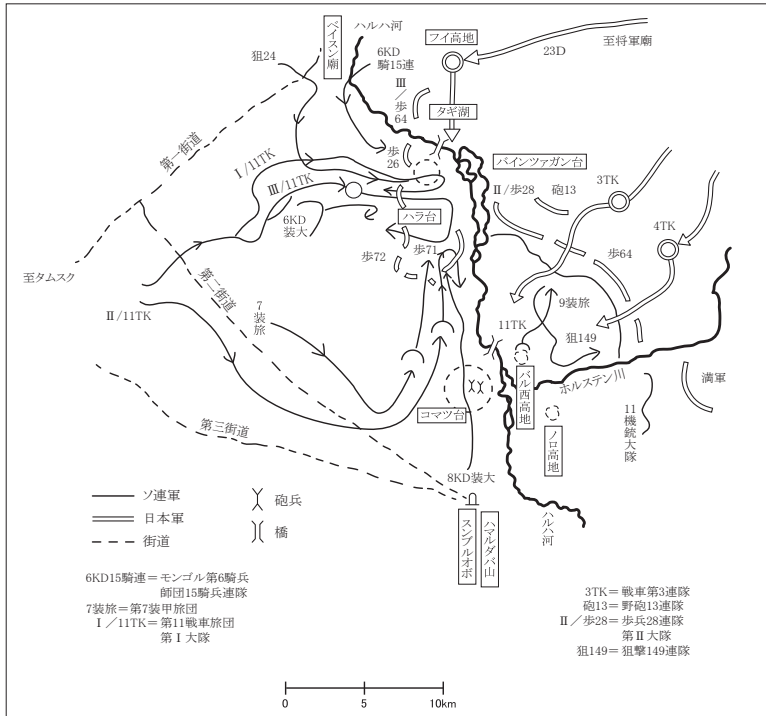 ハルハ河
ベイスン廟
狙24
6KD
騎15連
フイ高地
23D
至将軍廟
Ⅲ/歩64
タギ湖
第一街道
歩26
バインツァガン台
Ⅰ/11TK
Ⅲ/11TK
Ⅱ/歩28
砲13
3TK
4TK
6KD
装大
ハラ台
歩72
歩71
歩64
至タムスク
第二街道
Ⅱ/11TK
7装旅
9装旅
11TK
狙149
ホルステン川
満軍
バル西高地
コマツ台
ノロ高地
11機銃大隊
第三街道
8KD装大
ハルハ河
スンブルオボ
ハマルダバ山
ソ連軍
日本軍
街道
砲兵
橋
6KD15騎連=モンゴル第6騎兵
師団15騎兵連隊
7装旅=第7装甲旅団
Ⅰ/11TK=第11戦車旅団
第Ⅰ大隊
3TK=戦車第3連隊
砲13=野砲13連隊
Ⅱ/歩28=歩兵28連隊
第Ⅱ大隊
狙149=狙撃149連隊
0 5 10km